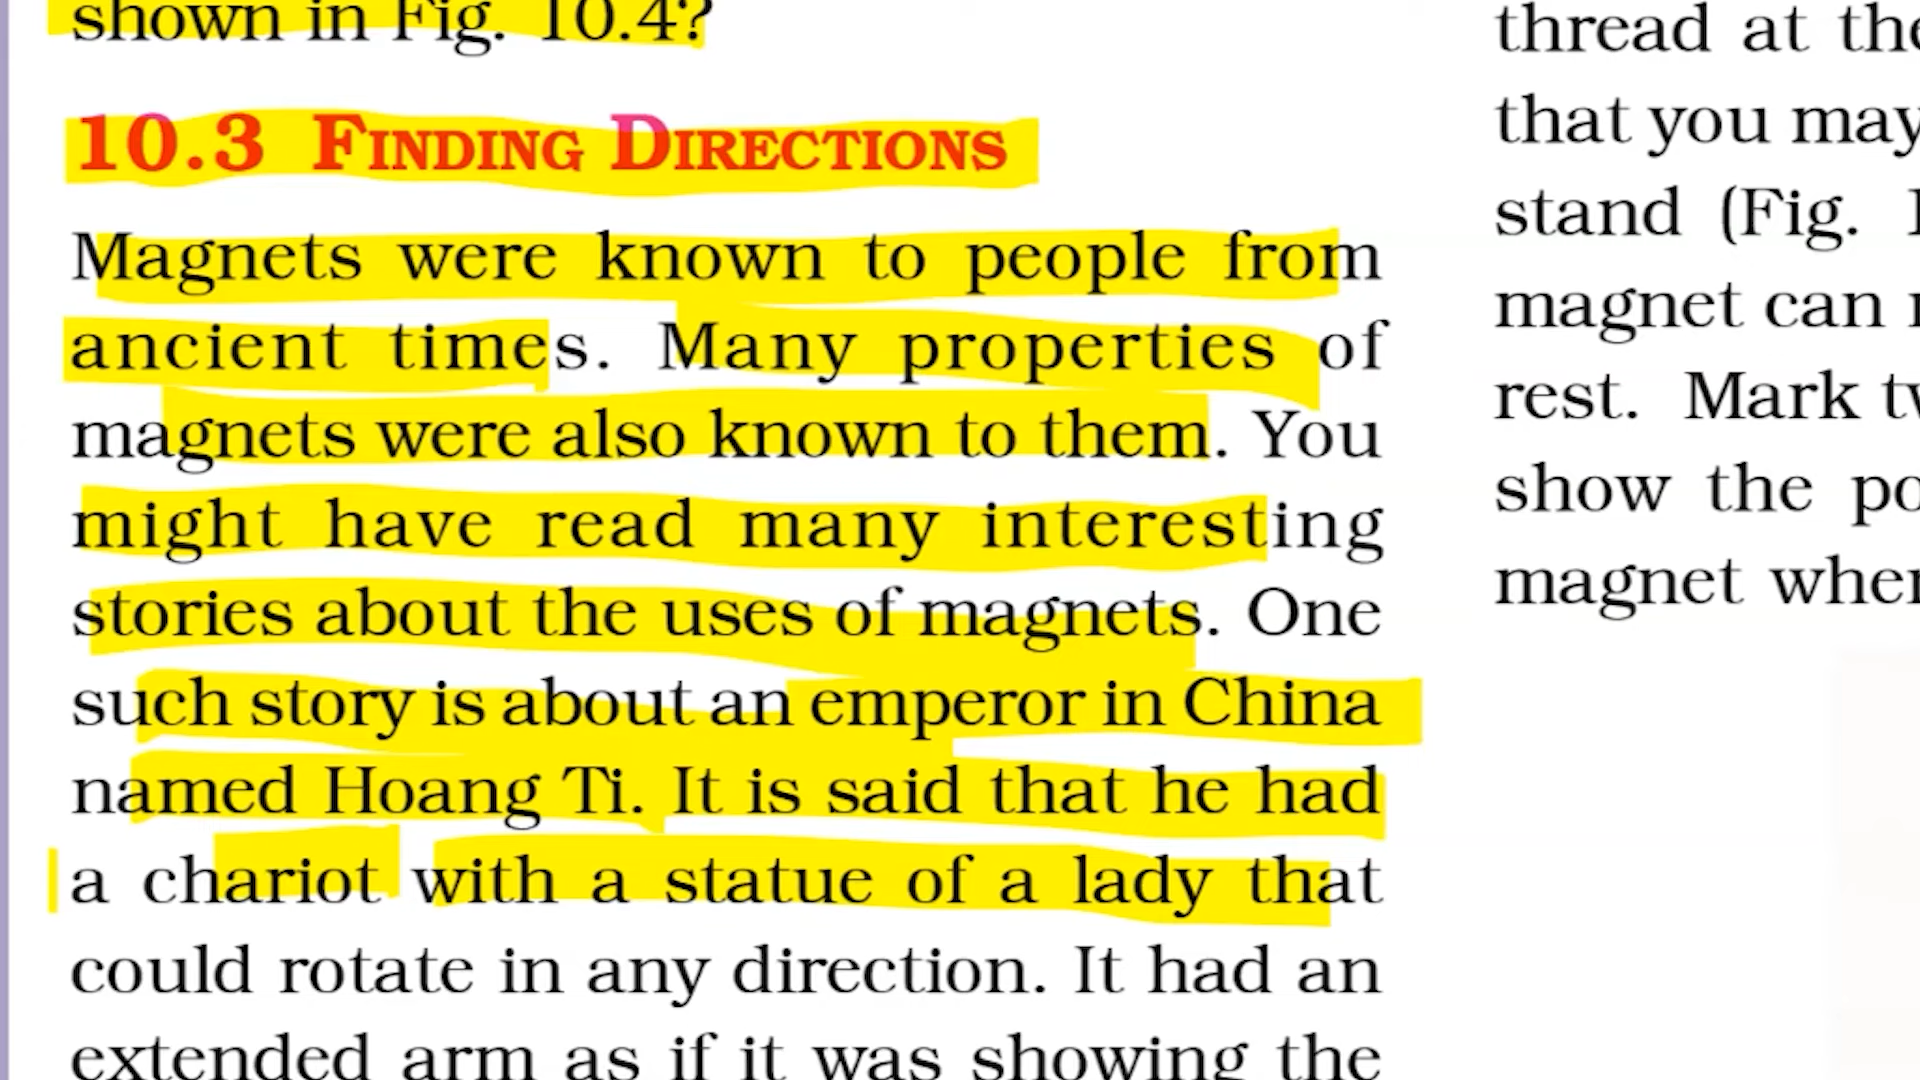 shown in Fig. 10.4?
10.3 FINDING DIRECTIONS
Magnets were known to people from
ancient times. Many properties of
magnets were also known to them. You
might have read many interesting
stories about the uses of magnets. One
such story is about an emperor in China
named Hoang Ti. It is said that he had
a chariot with a statue of a lady that
could rotate in any direction. It had an
extended arm as if it was showing the
thread at the
that you may
stand (Fig.
magnet can
rest. Mark
show the
magnet